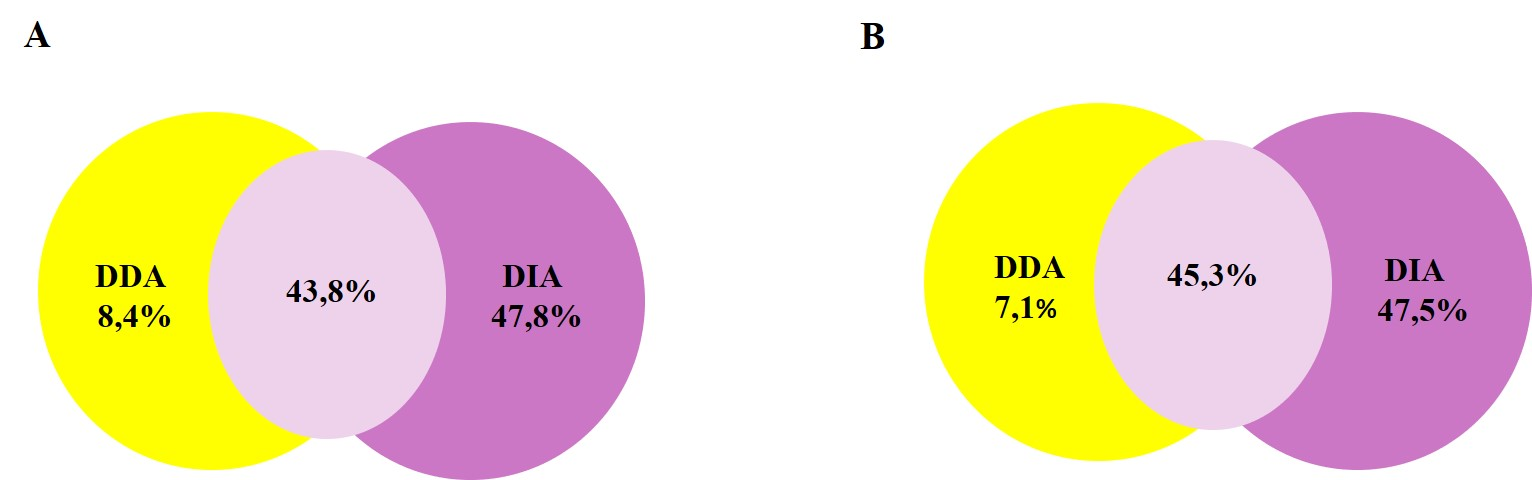 A
DDA
8,4%
43,8%
DIA
47,8%
B
DDA
7,1%
45,3%
DIA
47,5%